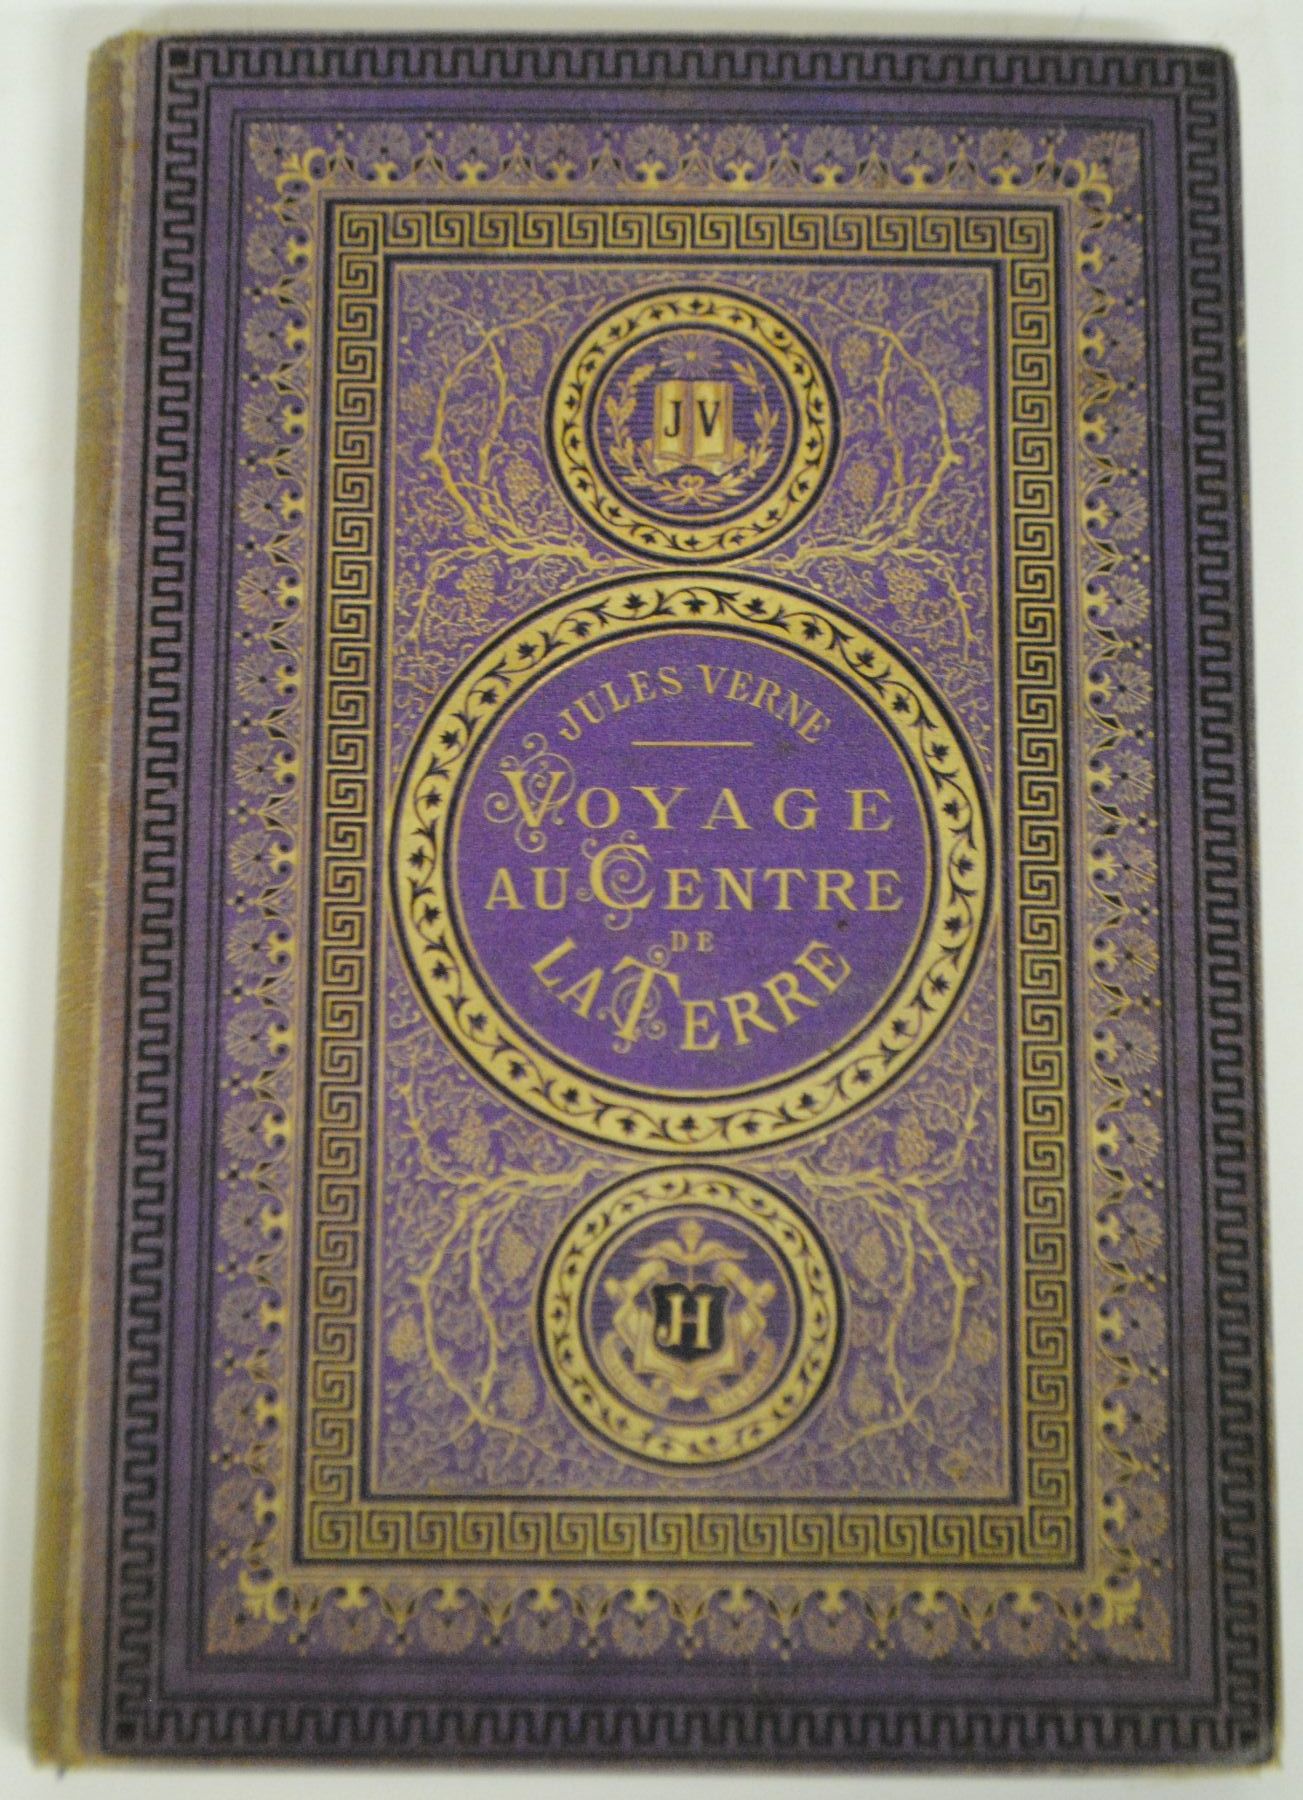 JV
JULES VERNE
VOYAGE
AU CENTRE
DE
LA TERRE
JH